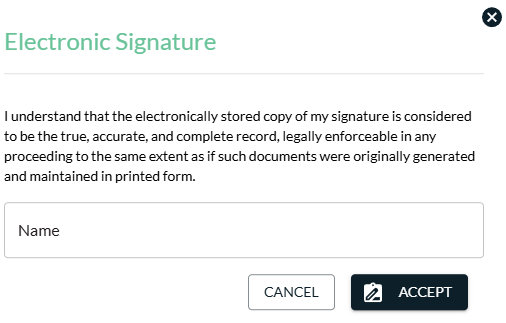 Electronic Signature
I understand that the electronically stored copy of my signature is considered
to be the true, accurate, and complete record, legally enforceable in any
proceeding to the same extent as if such documents were originally generated
and maintained in printed form.
Name
CANCEL ACCEPT